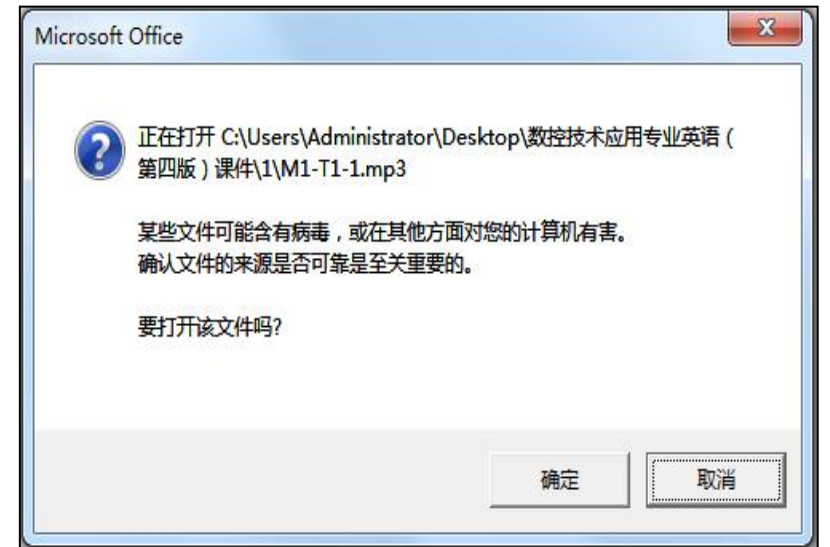 Microsoft Office
X
正在打开 C:\Users\Administrator\Desktop\数控技术应用专业英语（
第四版）课件\1\M1-T1-1.mp3
某些文件可能含有病毒，或在其他方面对您的计算机有害。
确认文件的来源是否可靠是至关重要的。
要打开该文件吗?
确定
取消